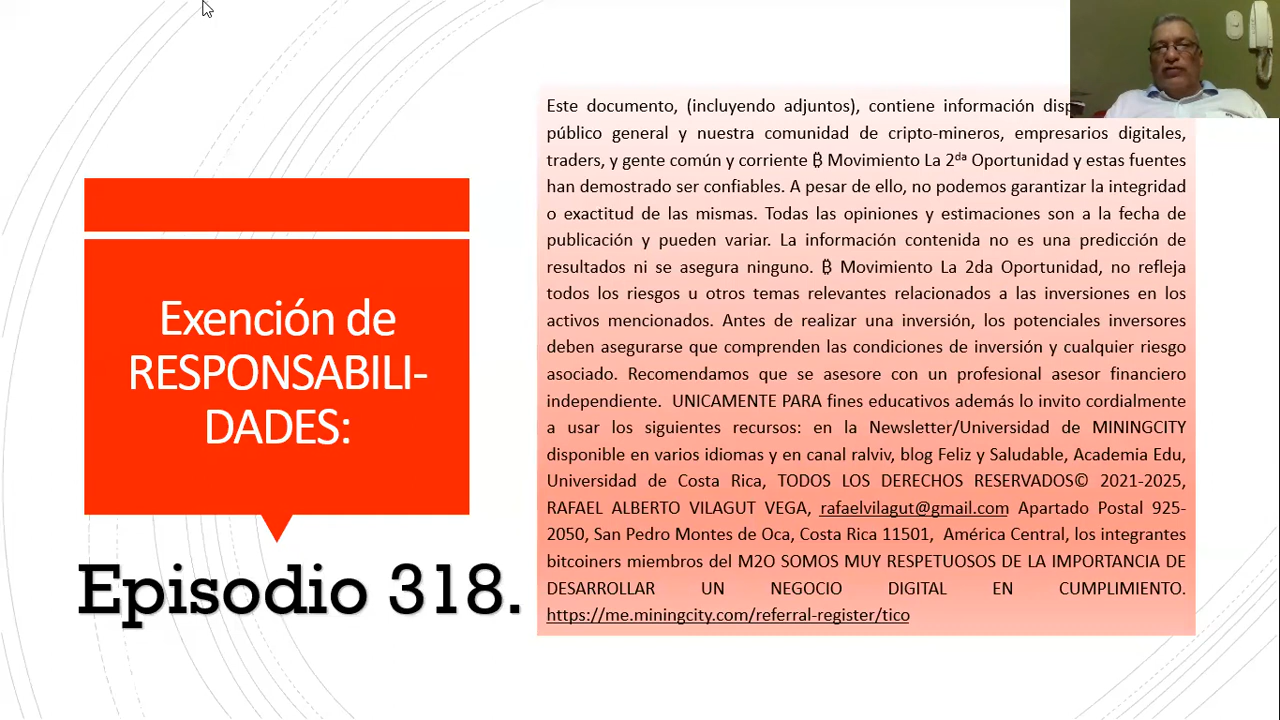 Exención de
RESPONSABILI-
DADES:
Episodio 318.
Este documento, (incluyendo adjuntos), contiene información
público general y nuestra comunidad de cripto-mineros, empresarios digitales,
traders, y gente común y corriente ₿ Movimiento La 2da Oportunidad y estas fuentes
han demostrado ser confiables. A pesar de ello, no podemos garantizar la integridad
o exactitud de las mismas. Todas las opiniones y estimaciones son a la fecha de
publicación y pueden variar. La información contenida no es una predicción de
resultados ni se asegura ninguno. ₿ Movimiento La 2da Oportunidad, no refleja
todos los riesgos u otros temas relevantes relacionados a las inversiones en los
activos mencionados. Antes de realizar una inversión, los potenciales inversores
deben asegurarse que comprenden las condiciones de inversión y cualquier riesgo
asociado. Recomendamos que se asesore con un profesional asesor financiero
independiente. UNICAMENTE PARA fines educativos además lo invito cordialmente
a usar los siguientes recursos: en la Newsletter/Universidad de MININGCITY
disponible en varios idiomas y en canal ralviv, blog Feliz y Saludable, Academia Edu,
Universidad de Costa Rica, TODOS LOS DERECHOS RESERVADOS© 2021-2025,
RAFAEL ALBERTO VILAGUT VEGA, rafaelvilagut@gmail.com Apartado Postal 925-
2050, San Pedro Montes de Oca, Costa Rica 11501, América Central, los integrantes
bitcoiners miembros del M2O SOMOS MUY RESPETUOSOS DE LA IMPORTANCIA DE
DESARROLLAR UN NEGOCIO DIGITAL EN CUMPLIMIENTO.
https://me.miningcity.com/referral-register/tico